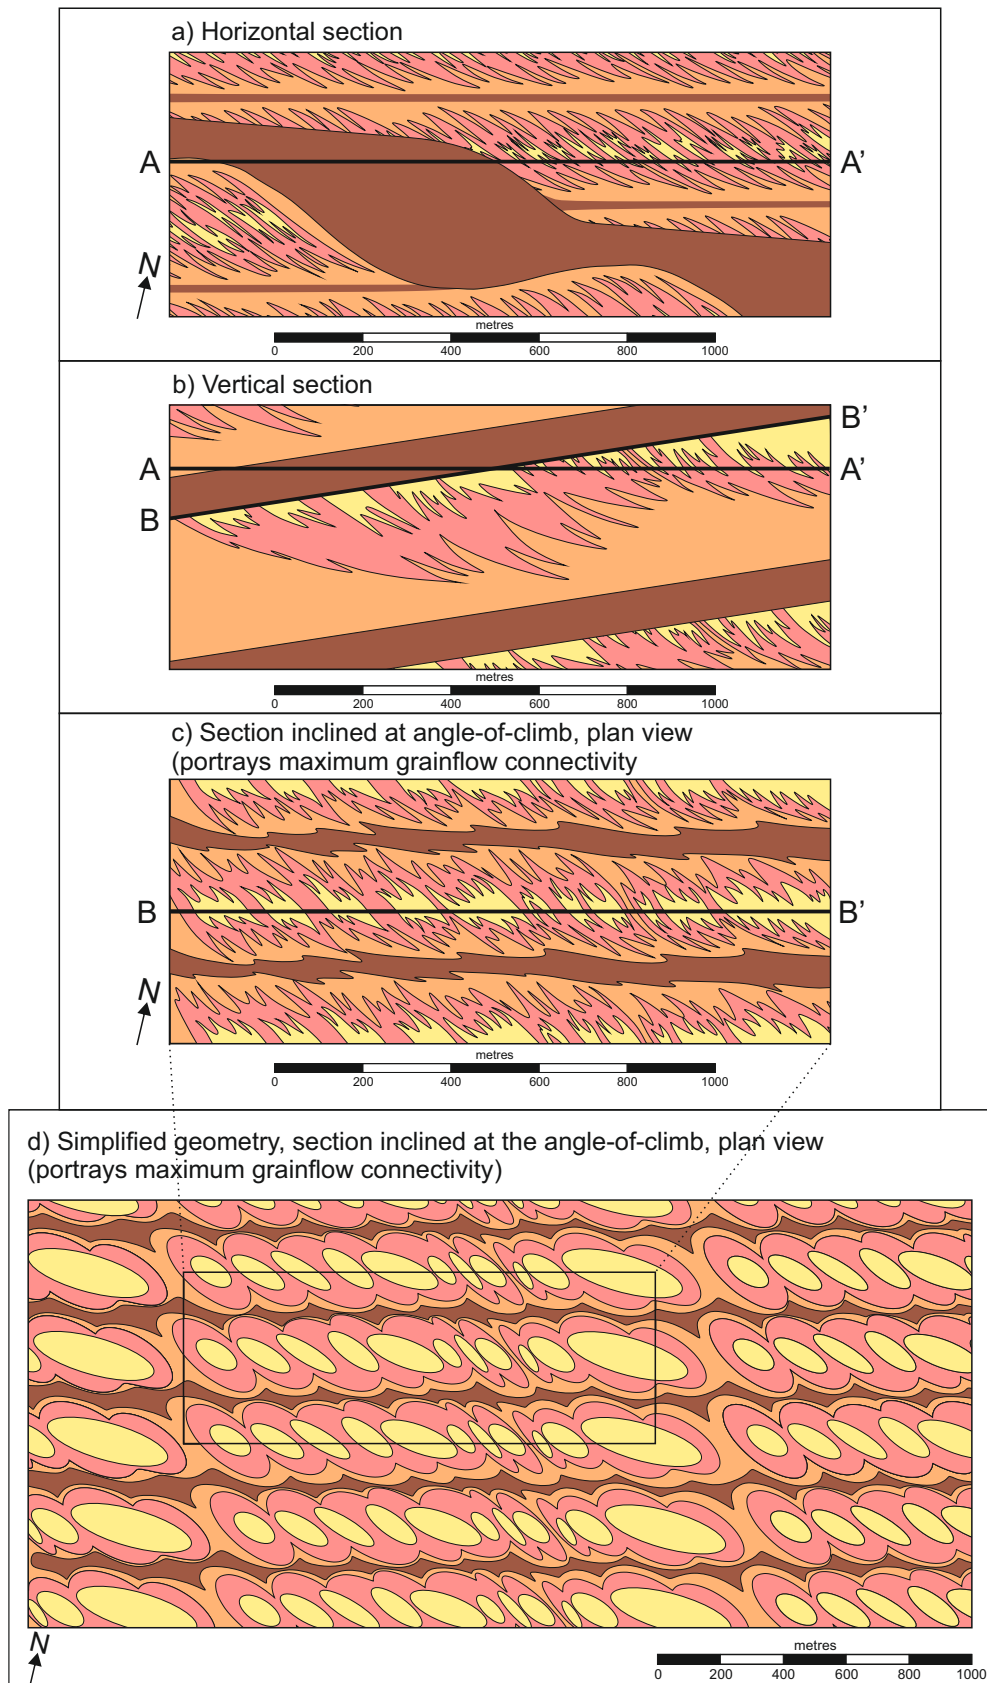 a) Horizontal section
A A’
N
metres
0 200 400 600 800 1000
b) Vertical section
B’
A A’
B
metres
0 200 400 600 800 1000
c) Section inclined at angle-of-climb, plan view
(portrays maximum grainflow connectivity
B B’
N
metres
0 200 400 600 800 1000
d) Simplified geometry, section inclined at the angle-of-climb, plan view
(portrays maximum grainflow connectivity)
N
metres
0 200 400 600 800 1000